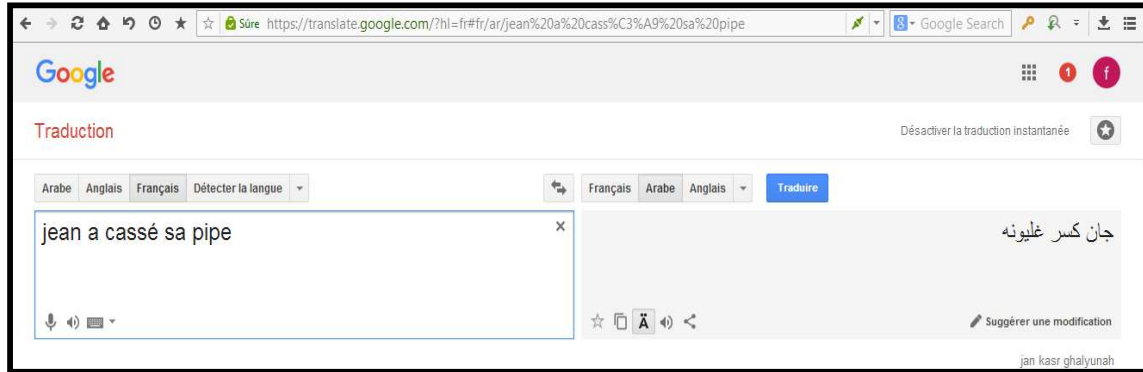 Sûre https://translate.google.com/?hl=fr#fr/ar/jean%20a%20cass%C3%A9%20sa%20pipe 8 Google Search
Google 1 f
Traduction Désactiver la traduction instantanée
Arabe Anglais Français Détecter la langue Français Arabe Anglais Traduire
jean a cassé sa pipe x جان كسر غليونه
Ä Suggérer une modification
jan kasr ghalyunah